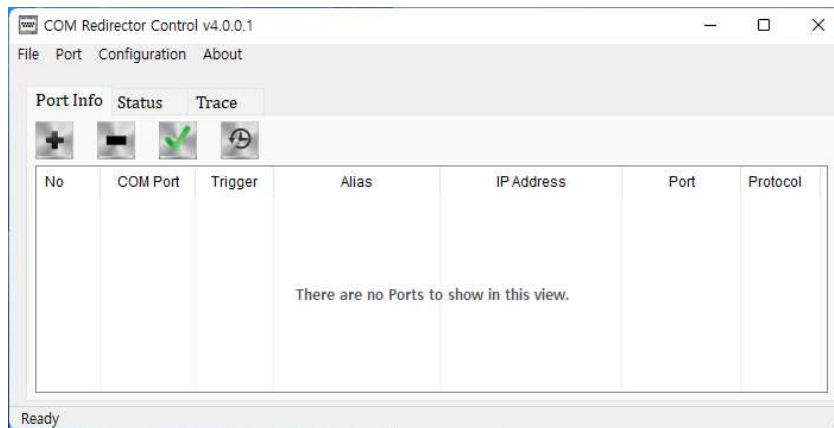 COM Redirector Control v4.0.0.1
File Port Configuration About
Port Info Status Trace
No COM Port Trigger Alias IP Address Port Protocol
There are no Ports to show in this view.
Ready